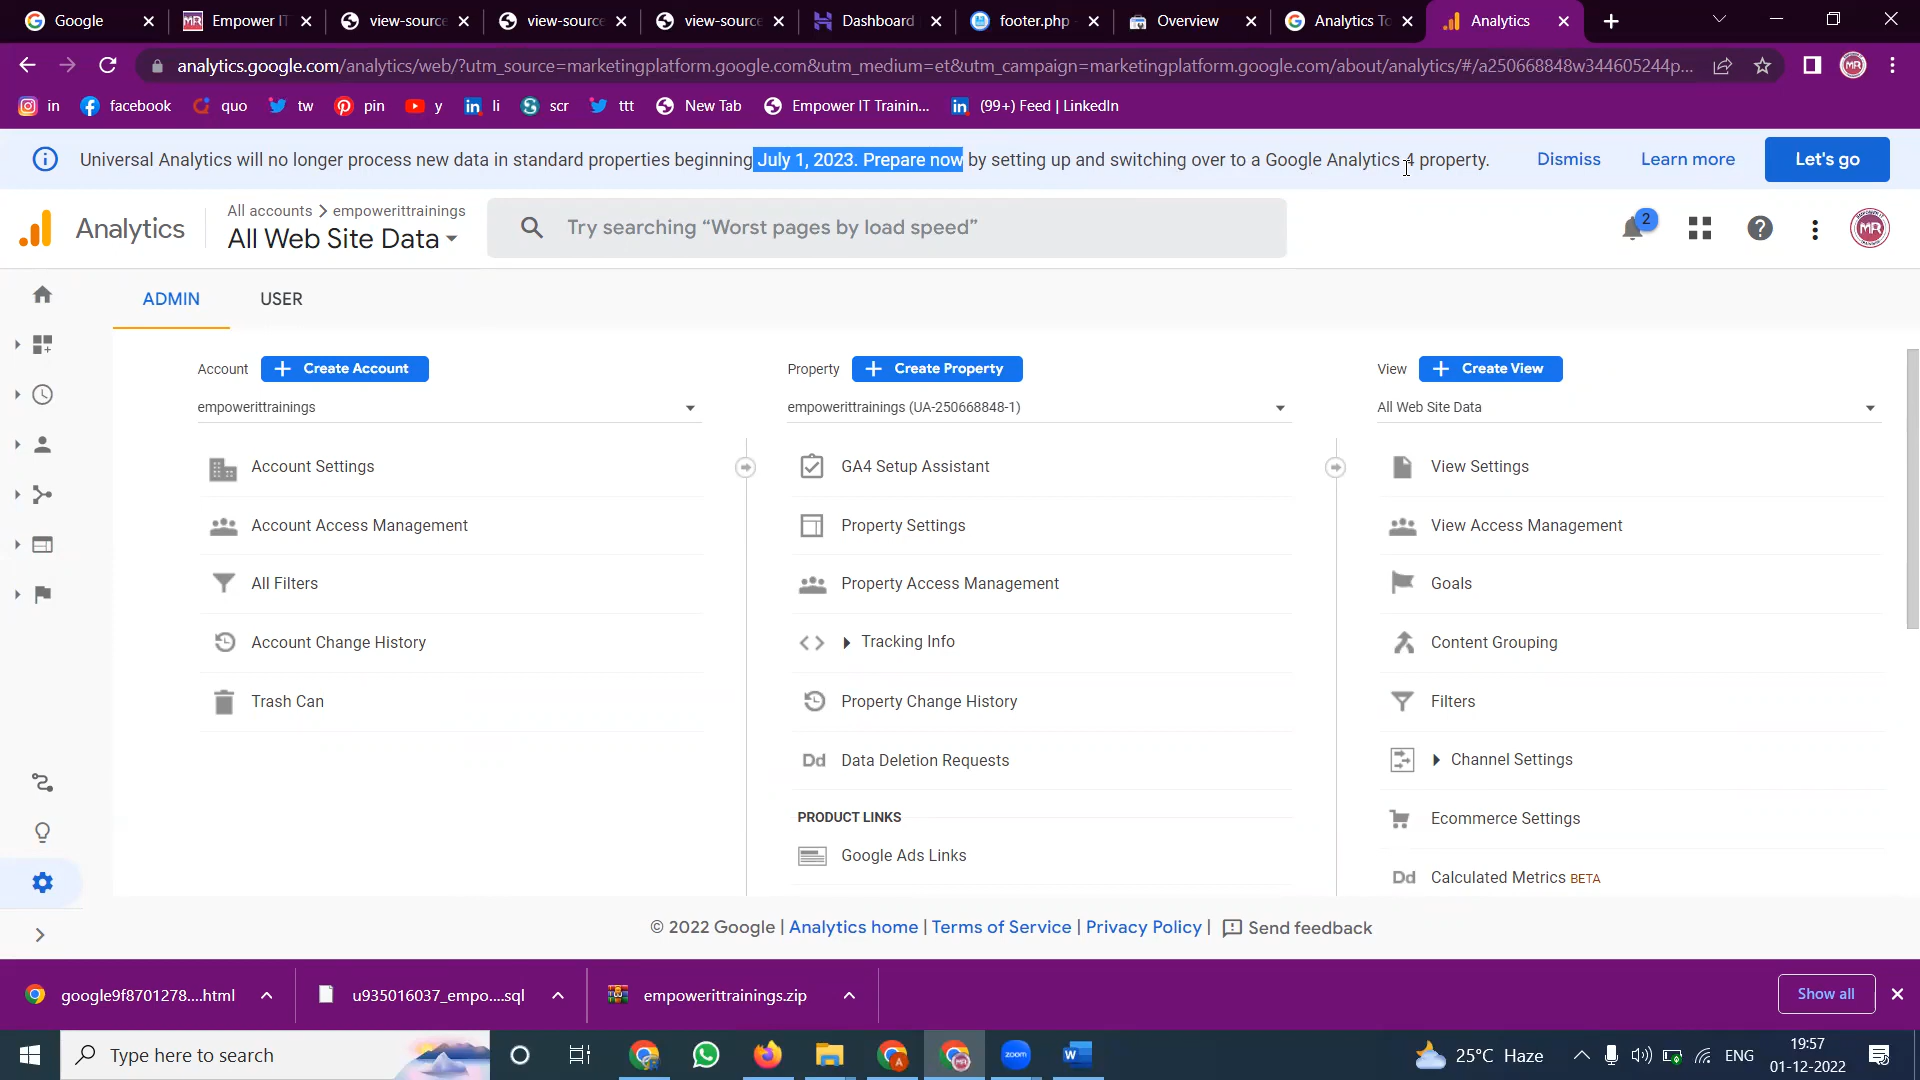 Google
Empower IT
view-source
view-source
view-source
Dashboard
footer.php
Overview
Analytics To
Analytics
analytics.google.com/analytics/web/?utm_source=marketingplatform.google.com&utm_medium=et&utm_campaign=marketingplatform.google.com/about/analytics/#/a250668848w344605244p...
in
facebook
quo
tw
pin
y
li
scr
ttt
New Tab
Empower IT Trainin...
(99+) Feed | LinkedIn
Universal Analytics will no longer process new data in standard properties beginning July 1, 2023. Prepare now by setting up and switching over to a Google Analytics 4 property.
Dismiss
Learn more
Let's go
Analytics
All accounts > empowerittrainings
All Web Site Data
Try searching “Worst pages by load speed”
2
ADMIN
USER
Account
+ Create Account
Property
+ Create Property
View
+ Create View
empowerittrainings
empowerittrainings (UA-250668848-1)
All Web Site Data
Account Settings
Account Access Management
All Filters
Account Change History
Trash Can
GA4 Setup Assistant
Property Settings
Property Access Management
Tracking Info
Property Change History
Dd Data Deletion Requests
PRODUCT LINKS
Google Ads Links
View Settings
View Access Management
Goals
Content Grouping
Filters
Channel Settings
Ecommerce Settings
Dd Calculated Metrics BETA
© 2022 Google | Analytics home | Terms of Service | Privacy Policy | Send feedback
google9f8701278....html
u935016037_empo....sql
empowerittrainings.zip
Show all
Type here to search
zoom
25°C Haze
ENG
19:57
01-12-2022